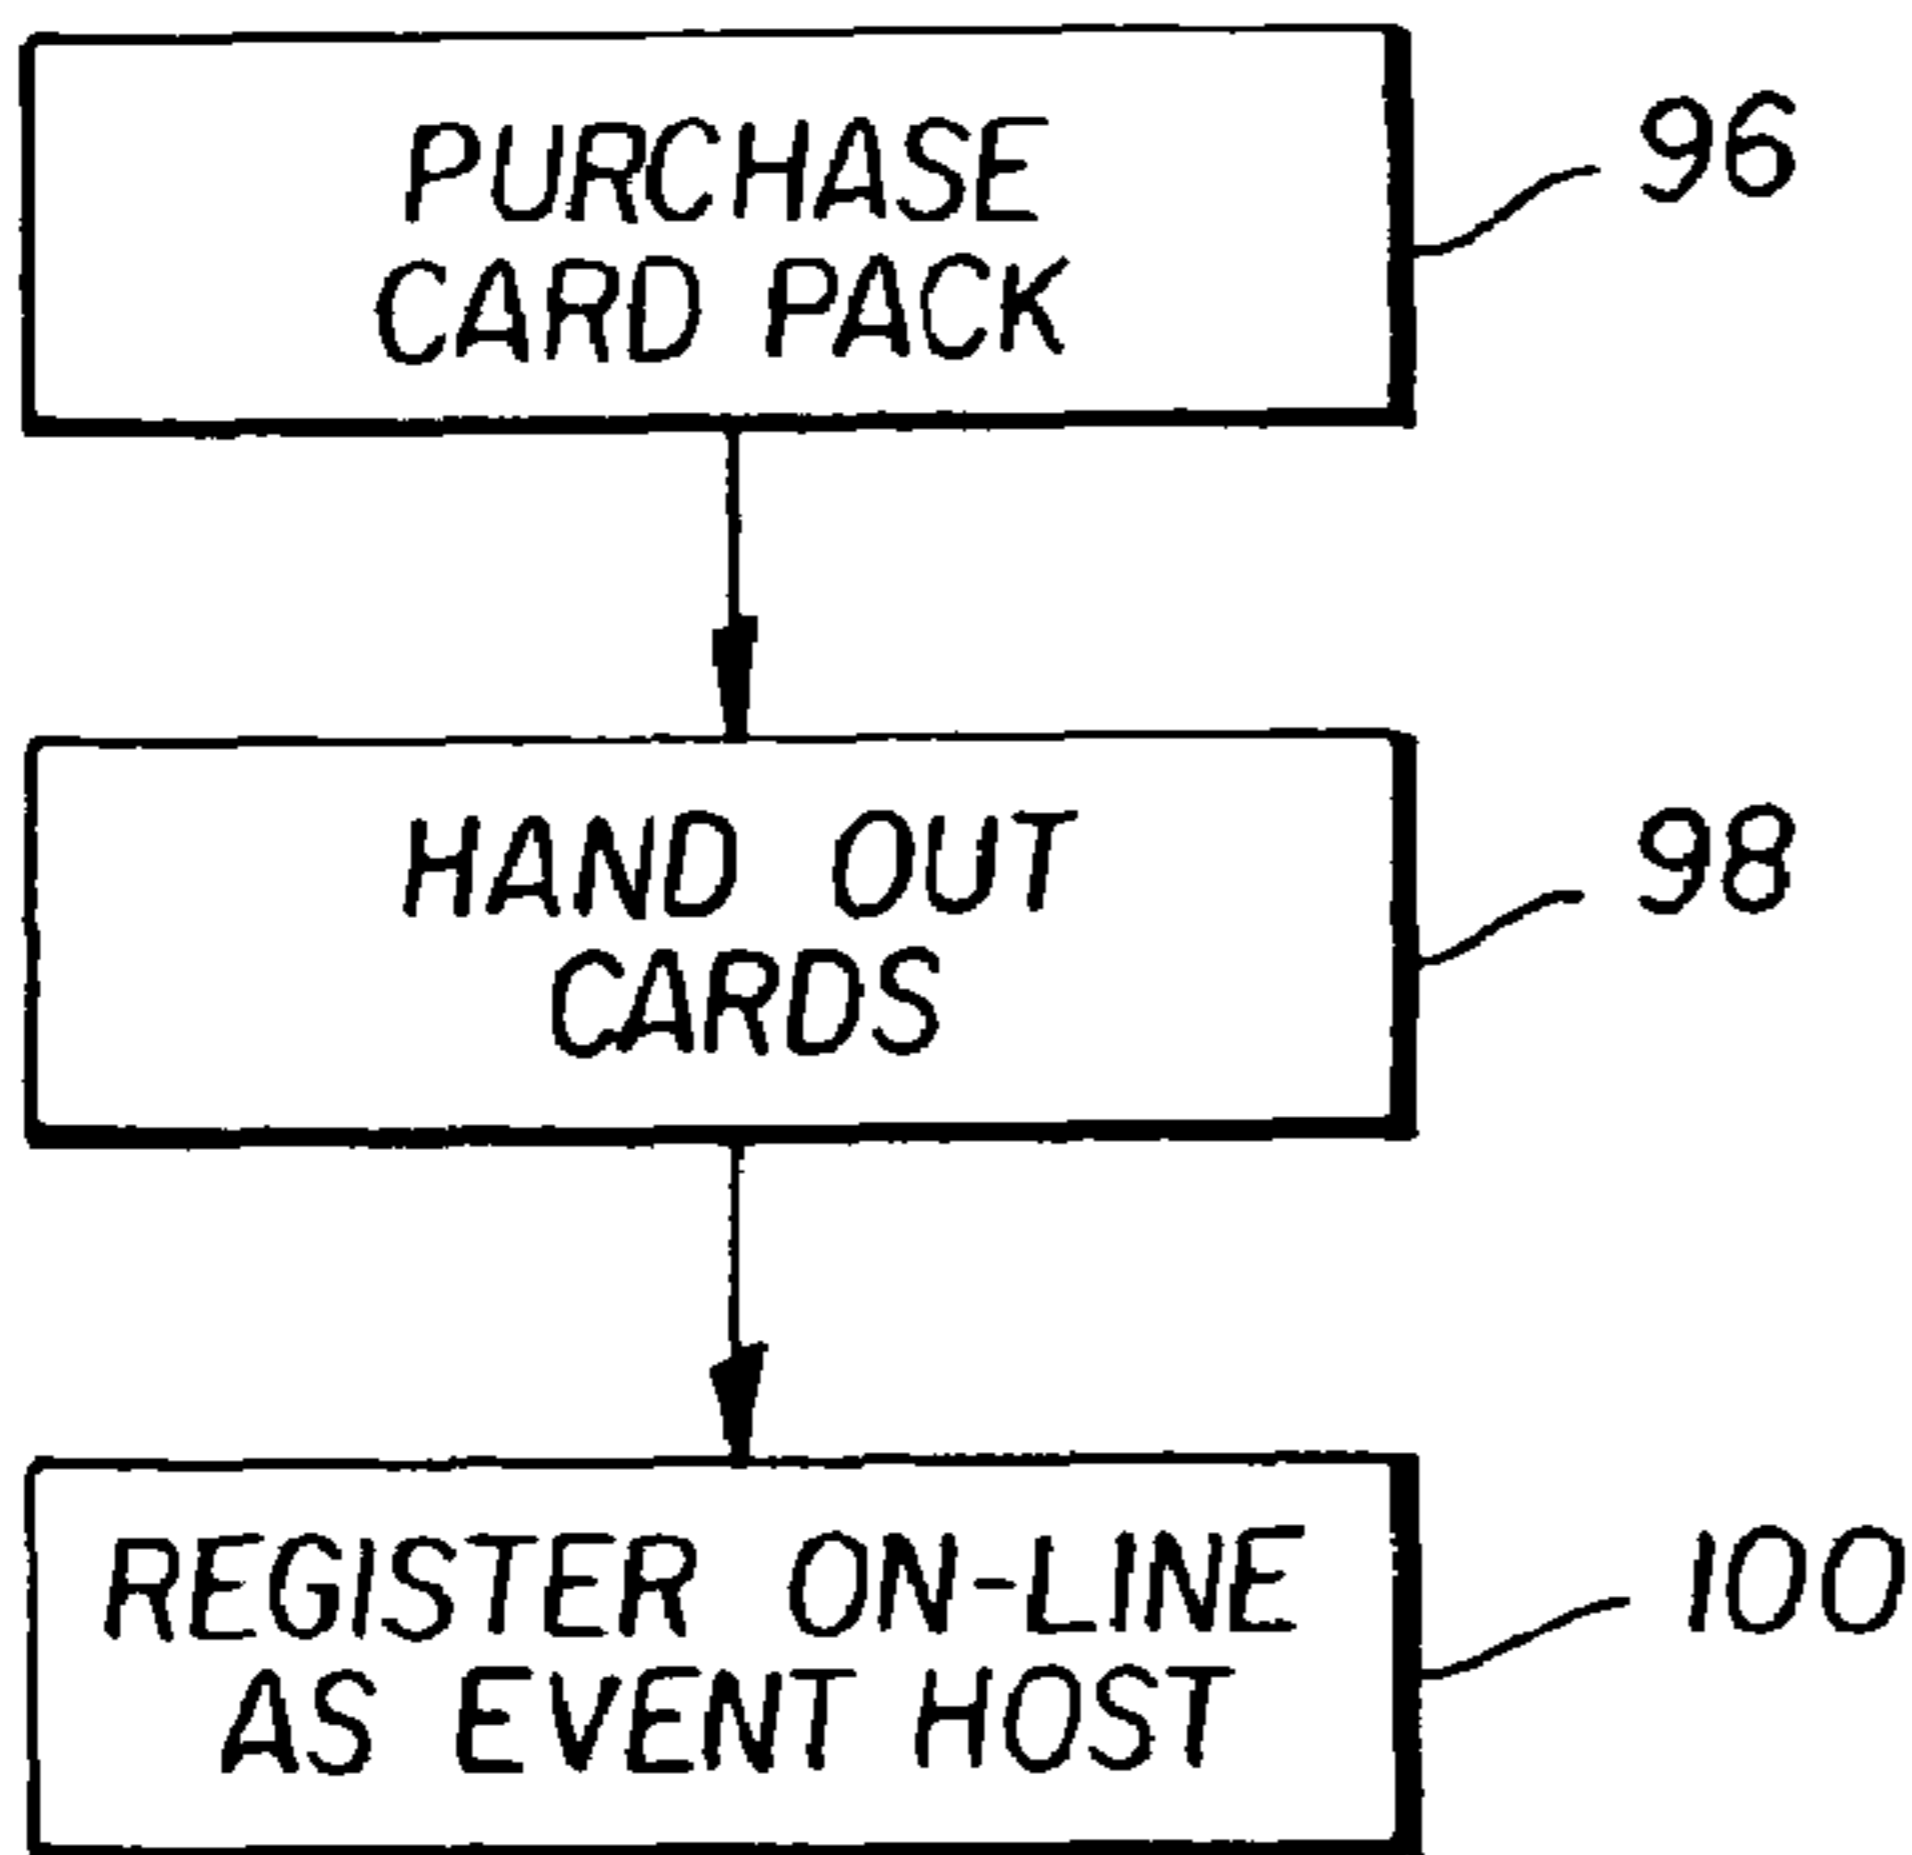 PURCHASE
CARD PACK
96
HAND OUT
CARDS
98
REGISTER ON-LINE
AS EVENT HOST
100